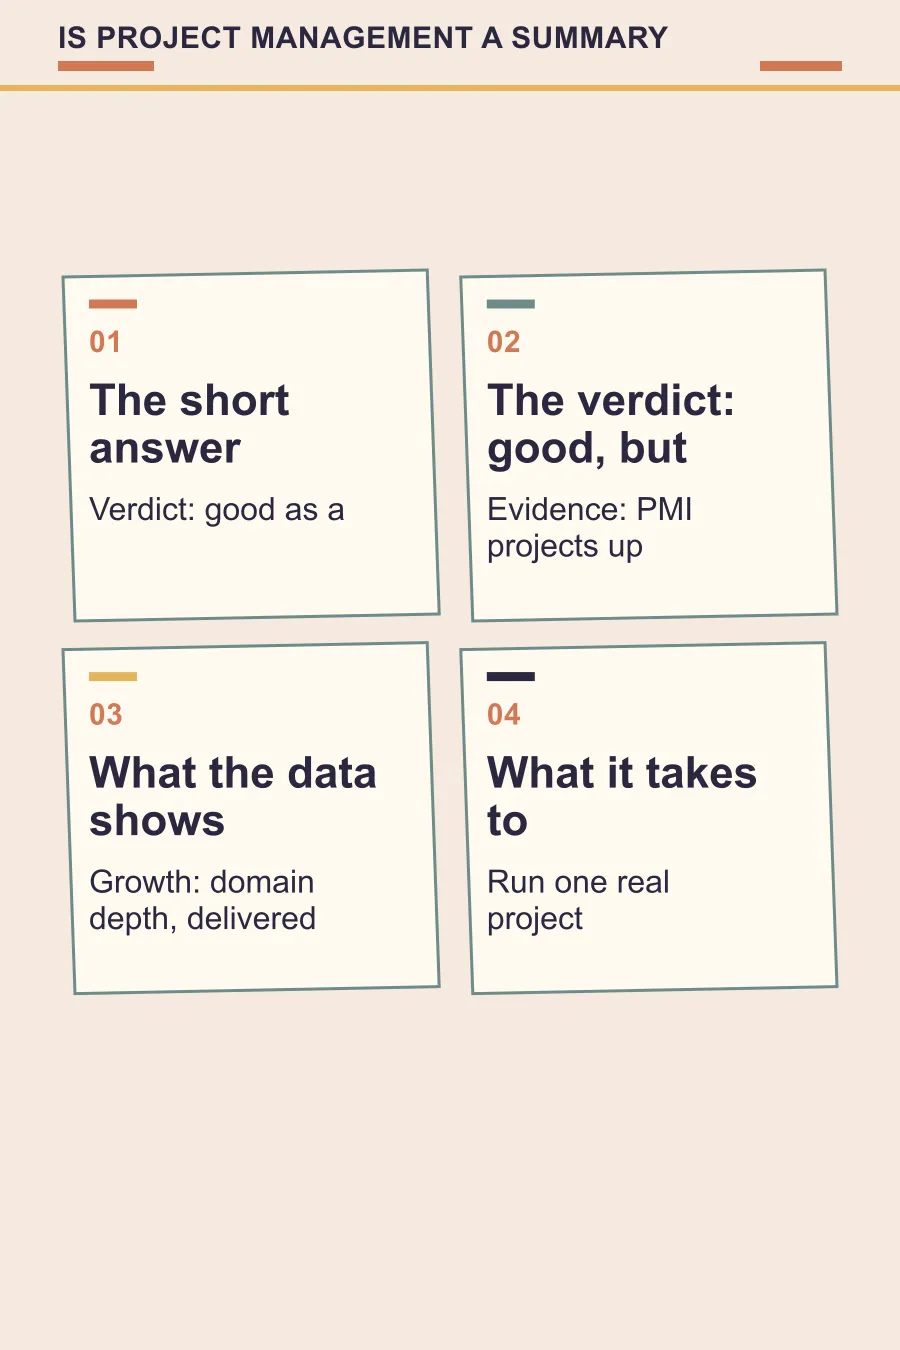 IS PROJECT MANAGEMENT A SUMMARY
01
The short
answer
Verdict: good as a
02
The verdict:
good, but
Evidence: PMI
projects up
03
What the data
shows
Growth: domain
depth, delivered
04
What it takes
to
Run one real
project